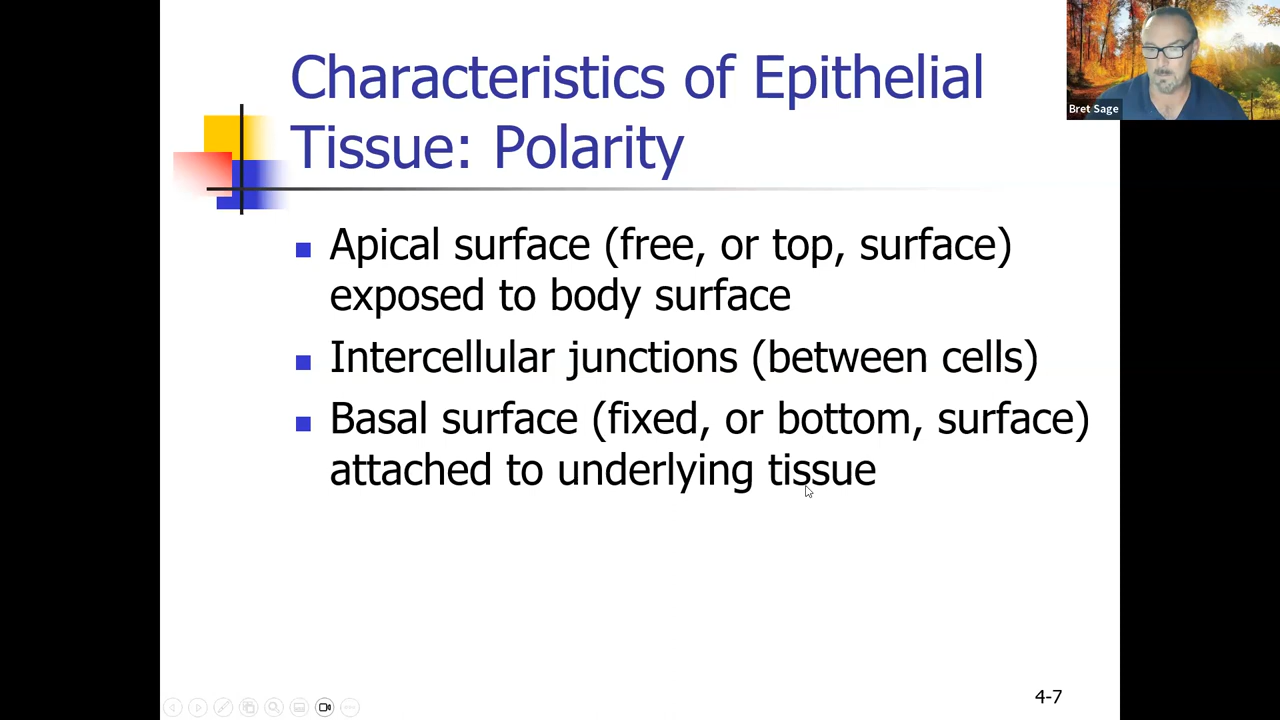 Characteristics of Epithelial
Tissue: Polarity
Apical surface (free, or top, surface)
exposed to body surface
Intercellular junctions (between cells)
Basal surface (fixed, or bottom, surface)
attached to underlying tissue
4-7
Bret Sage